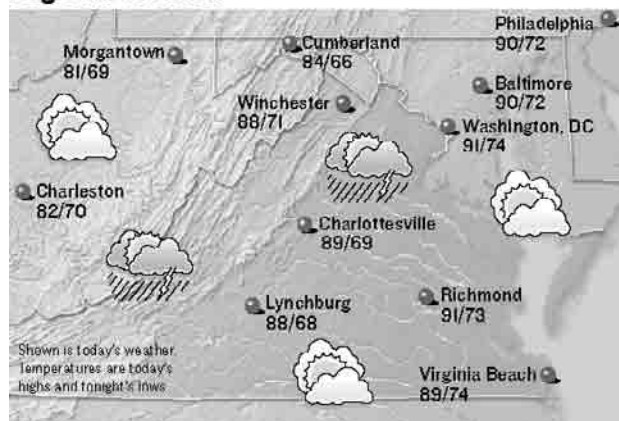 Philadelphia
90/72
Morgantown
81/69
Cumberland
84/66
Baltimore
90/72
Winchester
88/71
Washington, DC
91/74
Charleston
82/70
Charlottesville
89/69
Lynchburg
88/68
Richmond
91/73
Shown is today's weather.
Temperatures are today's
highs and tonight's lows
Virginia Beach
89/74